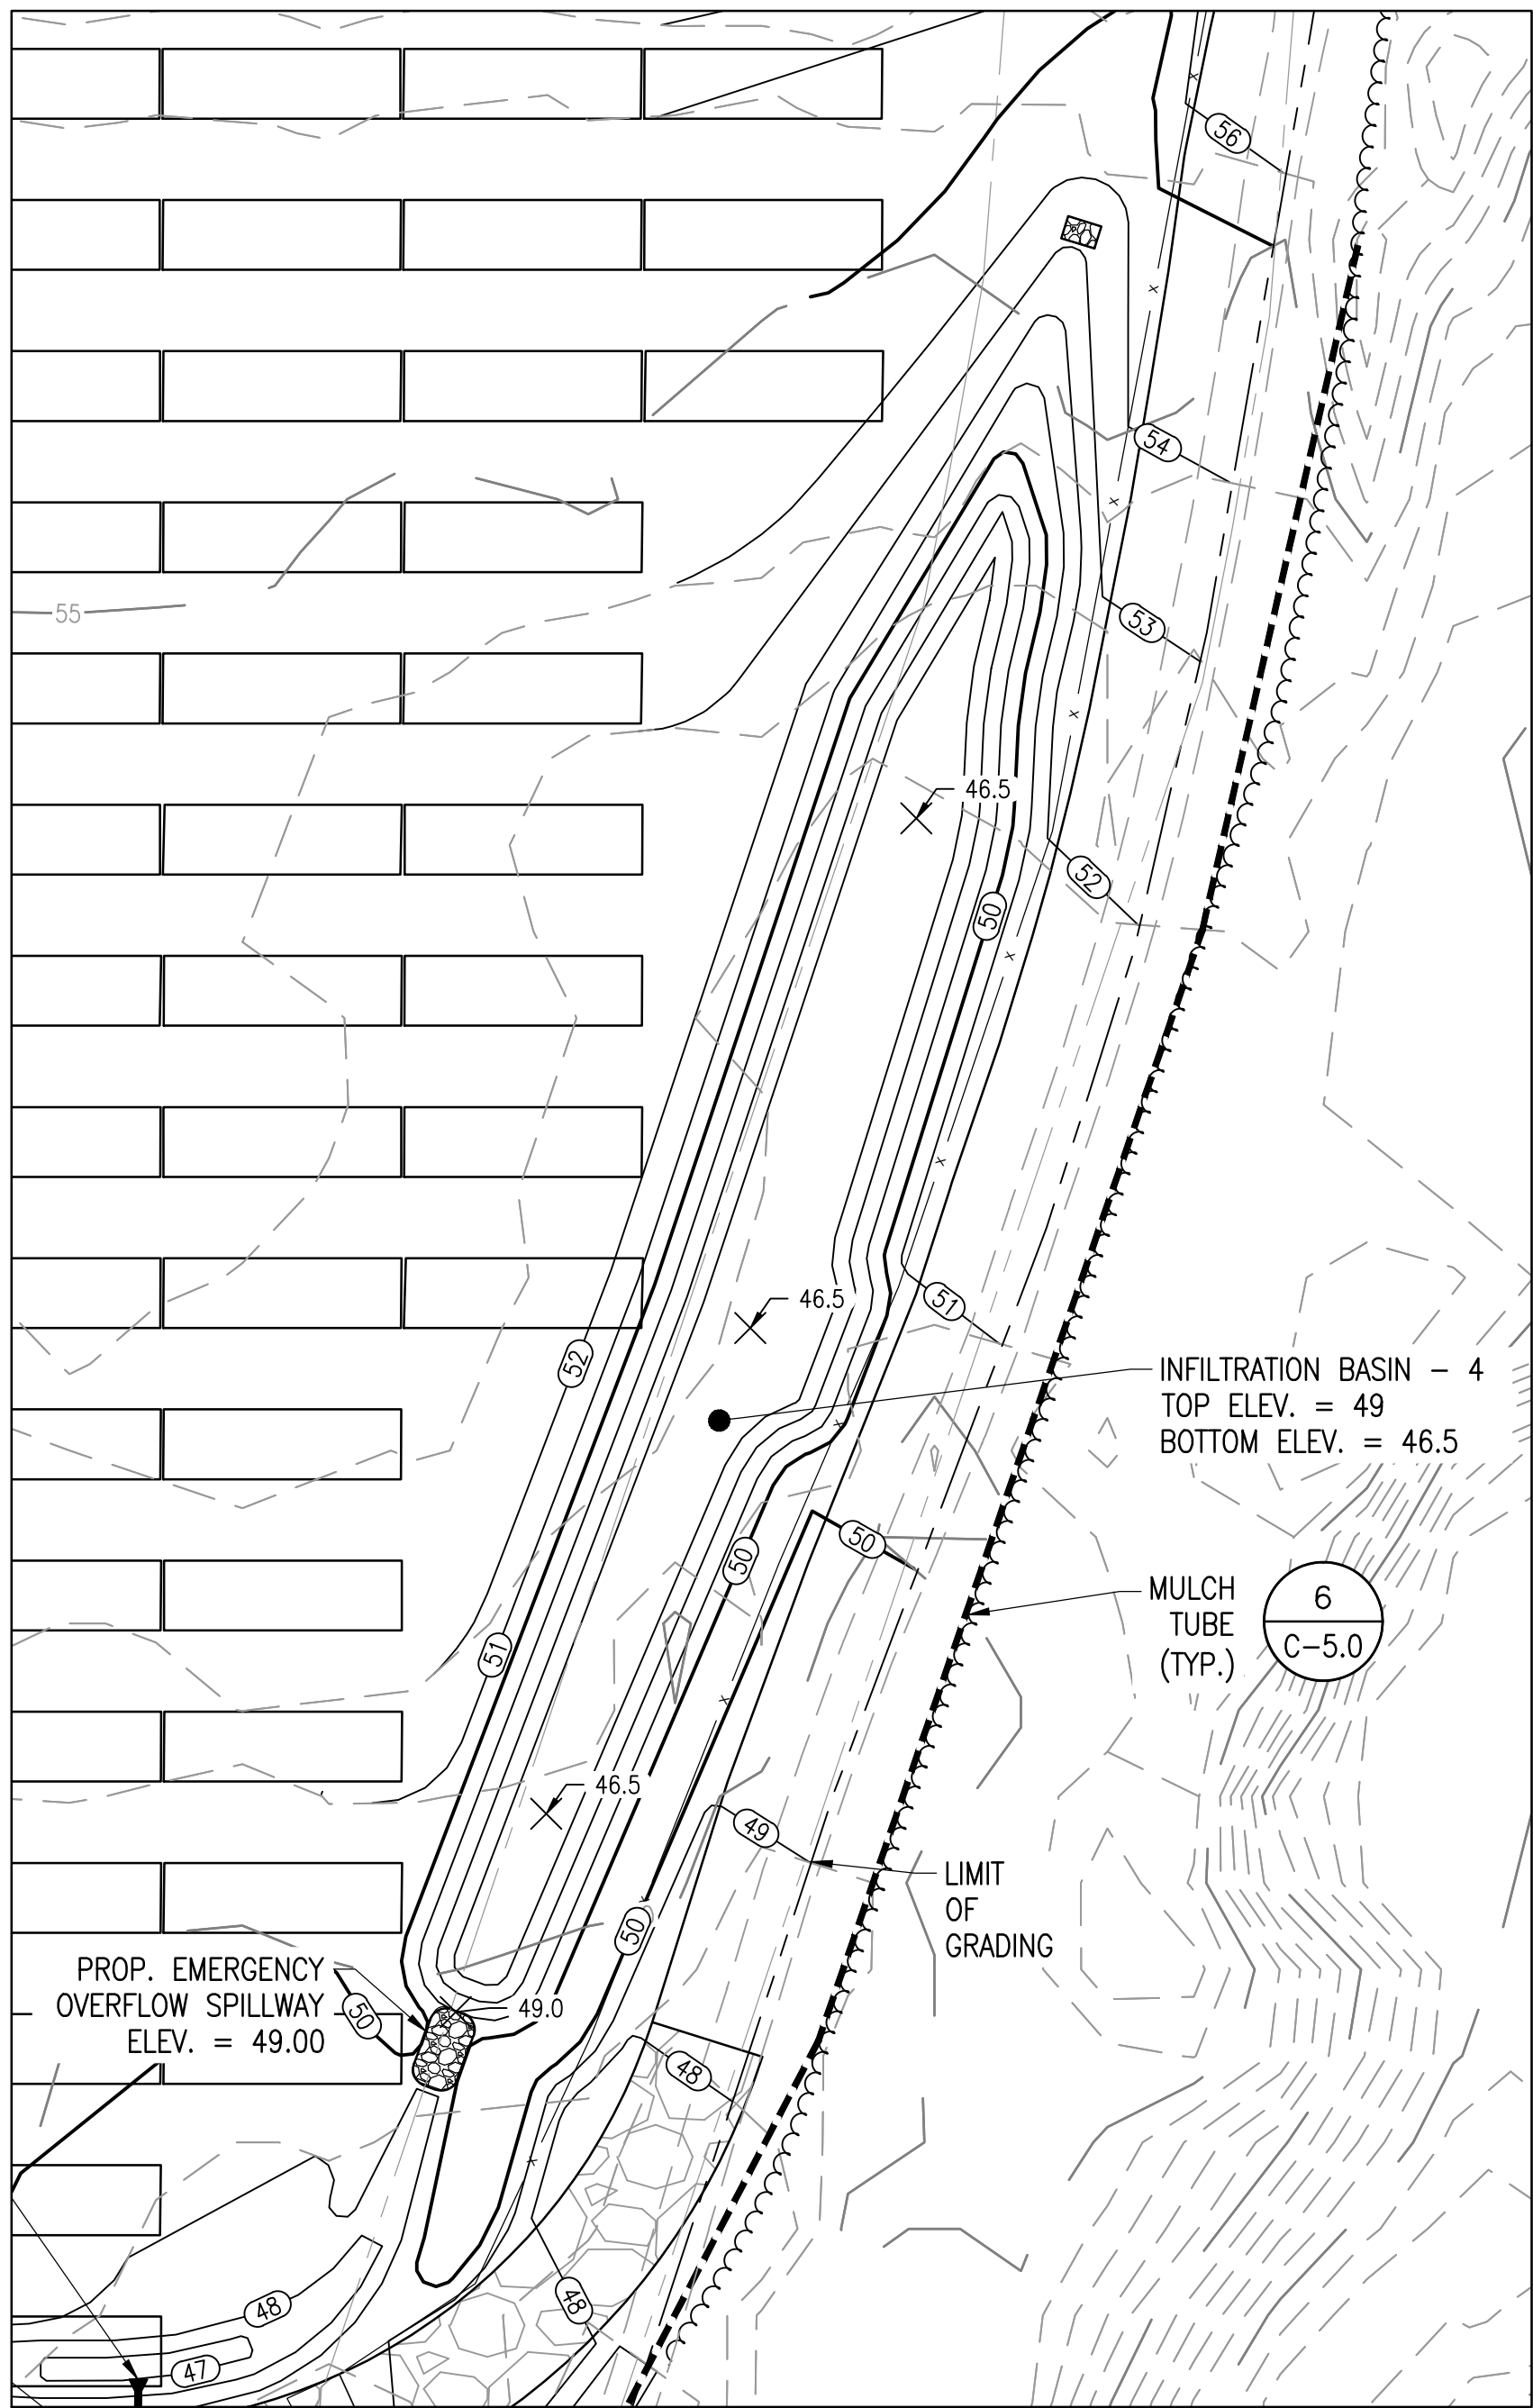 56
54
55
53
46.5
52
50
46.5
51
52
INFILTRATION BASIN - 4
TOP ELEV. = 49
BOTTOM ELEV. = 46.5
50
50
MULCH
TUBE
(TYP.)
6
C-5.0
51
46.5
49
LIMIT
OF
GRADING
50
PROP. EMERGENCY
OVERFLOW SPILLWAY
ELEV. = 49.00
50
49.0
48
48
48
47